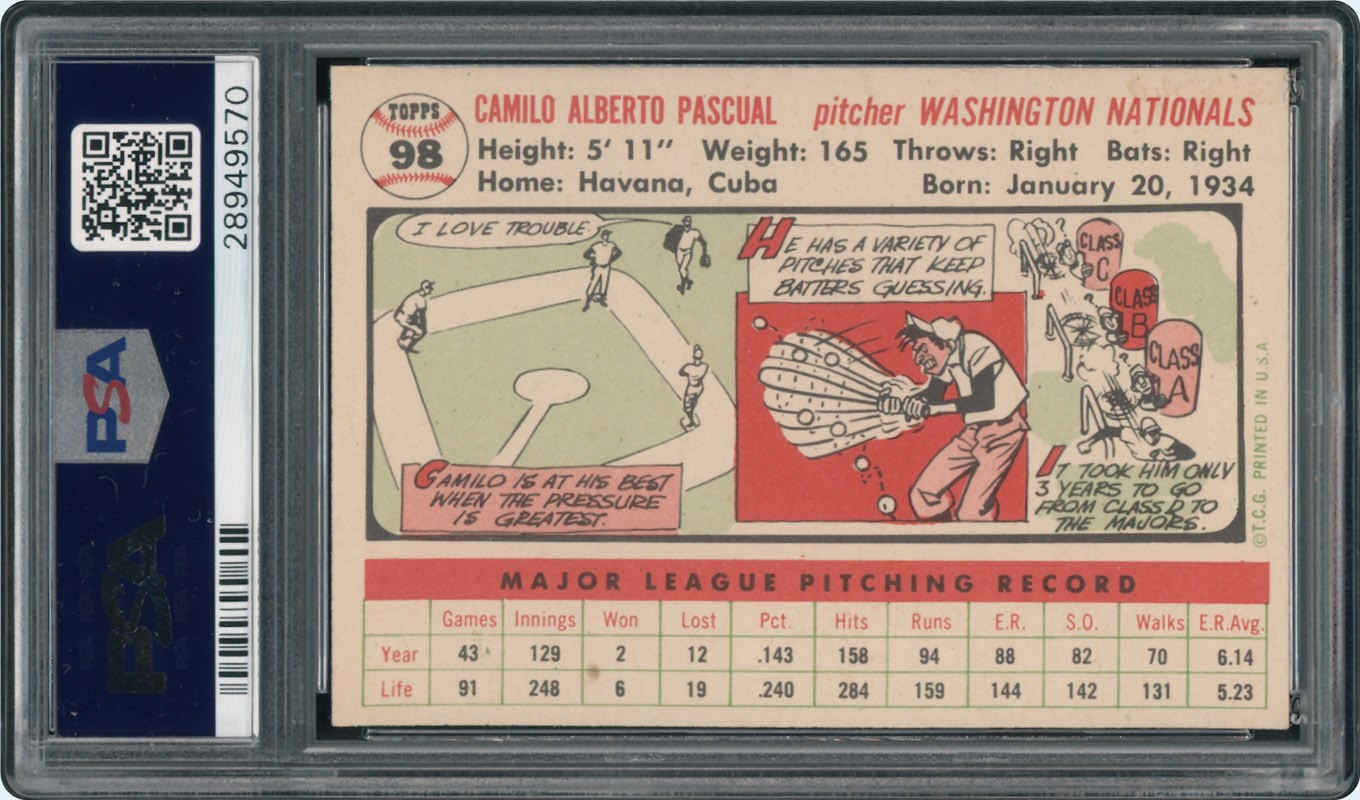 28949570
PSA
PSA
TOPPS
98
CAMILO ALBERTO PASCUAL pitcher WASHINGTON NATIONALS
Height: 5' 11" Weight: 165 Throws: Right Bats: Right
Home: Havana, Cuba Born: January 20, 1934
I LOVE TROUBLE.
CAMILO IS AT HIS BEST
WHEN THE PRESSURE
IS GREATEST.
HE HAS A VARIETY OF
PITCHES THAT KEEP
BATTERS GUESSING.
CLASS
C
CLASS
B
CLASS
A
IT TOOK HIM ONLY
3 YEARS TO GO
FROM CLASS D TO
THE MAJORS.
©T.C.G. PRINTED IN U.S.A.
MAJOR LEAGUE PITCHING RECORD
Games Innings Won Lost Pct. Hits Runs E.R. S.O. Walks E.R.Avg.
Year 43 129 2 12 .143 158 94 88 82 70 6.14
Life 91 248 6 19 .240 284 159 144 142 131 5.23